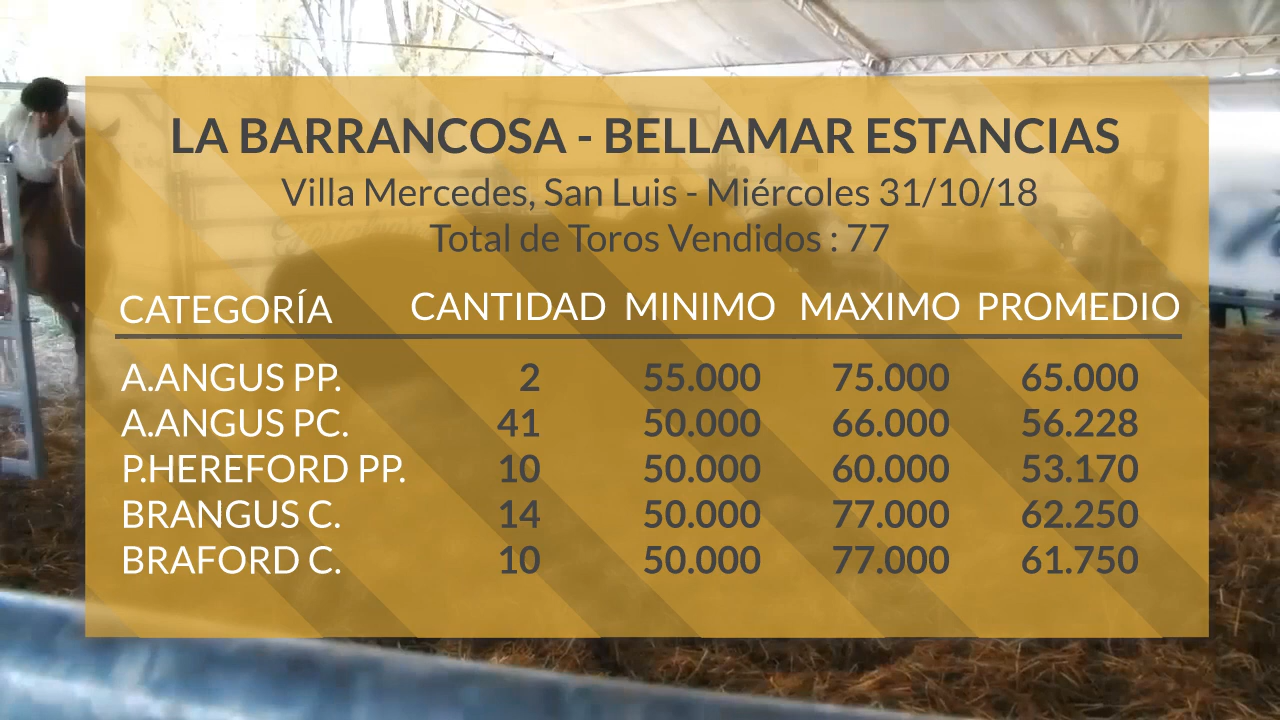 LA BARRANCOSA - BELLAMAR ESTANCIAS
Villa Mercedes, San Luis - Miércoles 31/10/18
Total de Toros Vendidos : 77
CATEGORÍA CANTIDAD MINIMO MAXIMO PROMEDIO
A.ANGUS PP. 2 55.000 75.000 65.000
A.ANGUS PC. 41 50.000 66.000 56.228
P.HEREFORD PP. 10 50.000 60.000 53.170
BRANGUS C. 14 50.000 77.000 62.250
BRAFORD C. 10 50.000 77.000 61.750